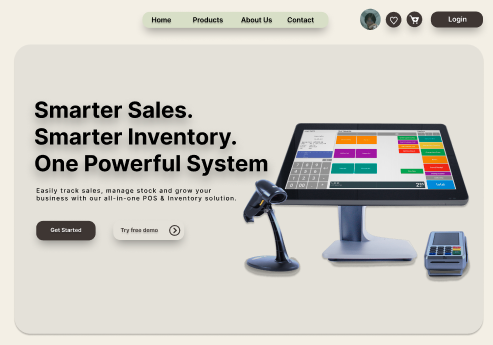 Home Products About Us Contact Login
Smarter Sales.
Smarter Inventory.
One Powerful System
Easily track sales, manage stock and grow your
business with our all-in-one POS & Inventory solution.
Get Started Try free demo
Total